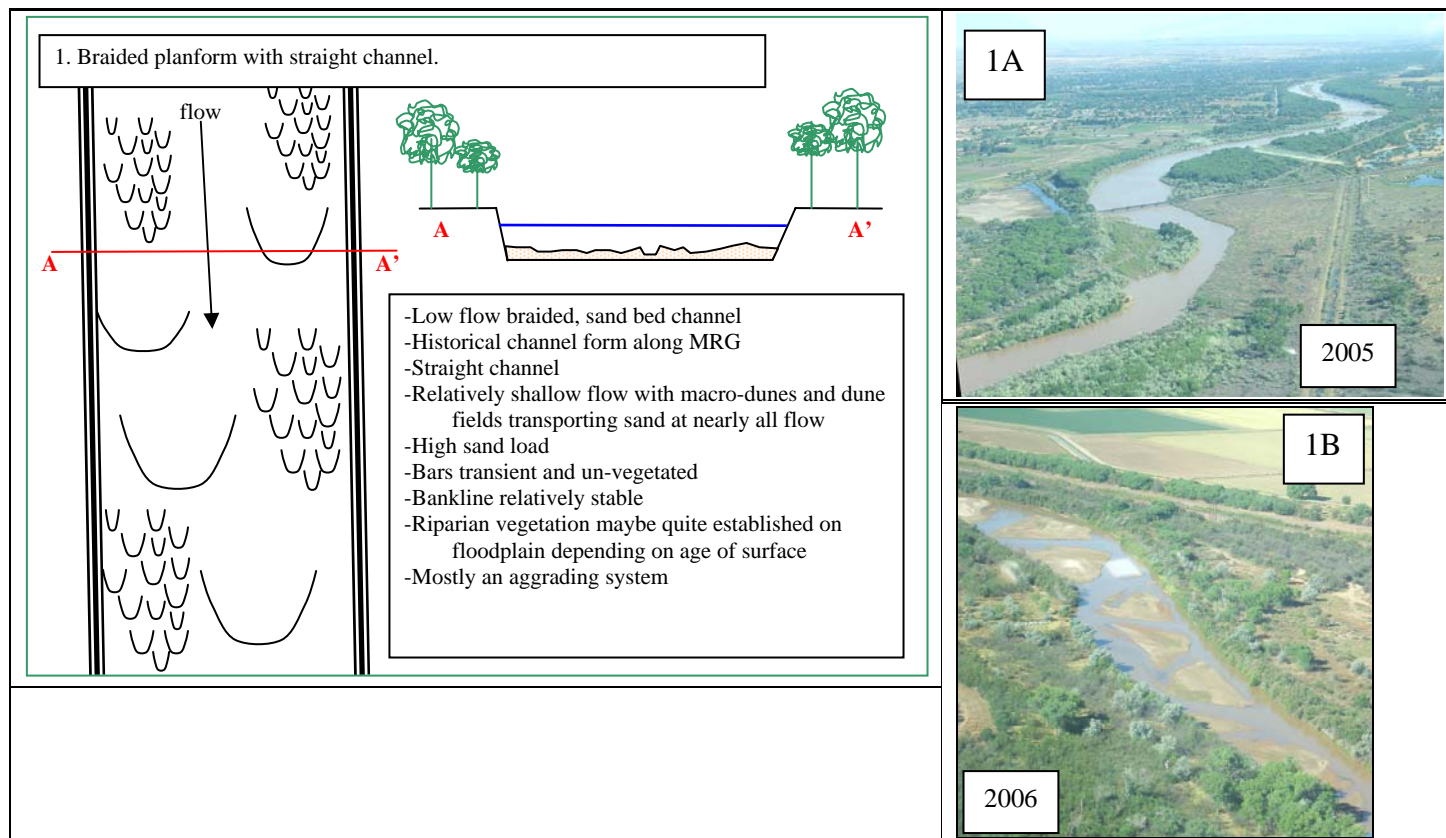 1. Braided planform with straight channel.
flow
A
A’
A
A’
-Low flow braided, sand bed channel
-Historical channel form along MRG
-Straight channel
-Relatively shallow flow with macro-dunes and dune
fields transporting sand at nearly all flow
-High sand load
-Bars transient and un-vegetated
-Bankline relatively stable
-Riparian vegetation maybe quite established on
floodplain depending on age of surface
-Mostly an aggrading system
1A
2005
1B
2006